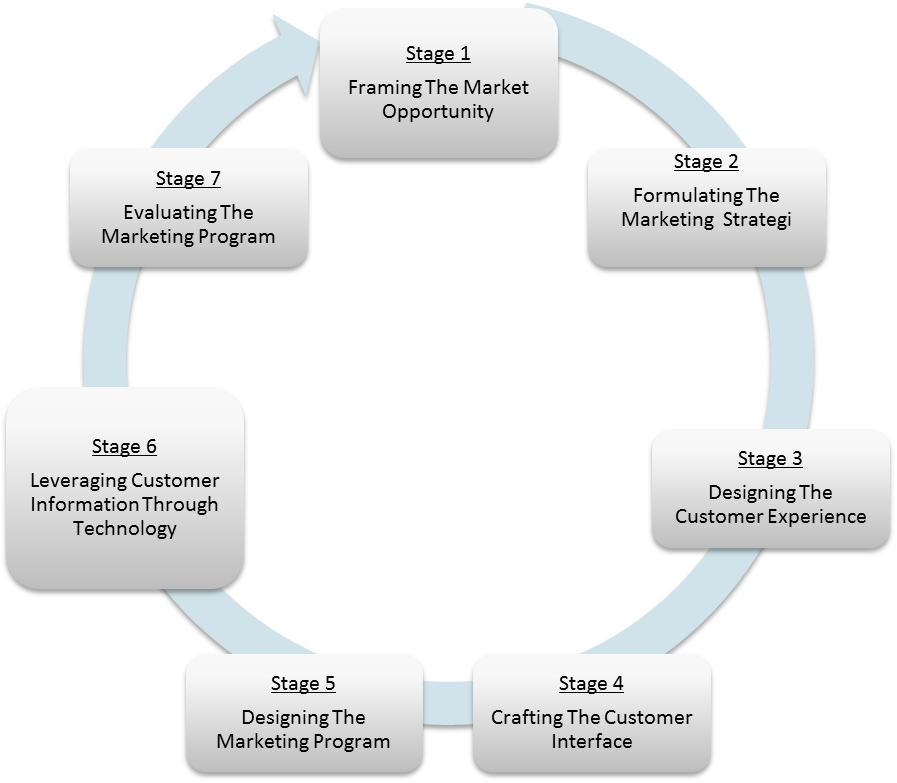 Stage 1
Framing The Market
Opportunity
Stage 2
Formulating The
Marketing  Strategi
Stage 3
Designing The
Customer Experience
Stage 4
Crafting The Customer
Interface
Stage 5
Designing The
Marketing Program
Stage 6
Leveraging Customer
Information Through
Technology
Stage 7
Evaluating The
Marketing Program